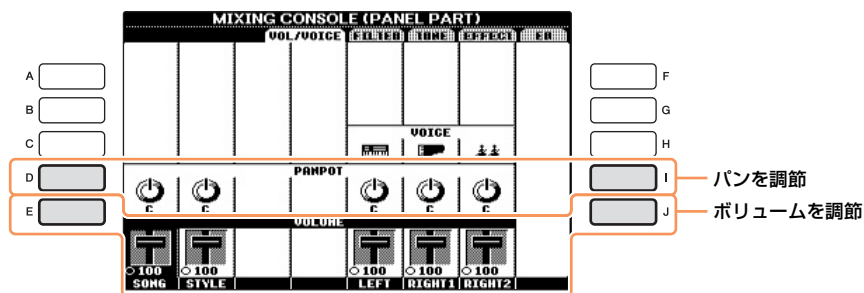 MIXING CONSOLE (PANEL PART)
VOL/VOICE FILTER TUNE EFFECT EQ
A F
B G
VOICE
C H
PANPOT
D I パンを調節
C C C C C
E J ボリュームを調節
VOLUME
100 100 100 100 100
SONG STYLE LEFT RIGHT1 RIGHT2